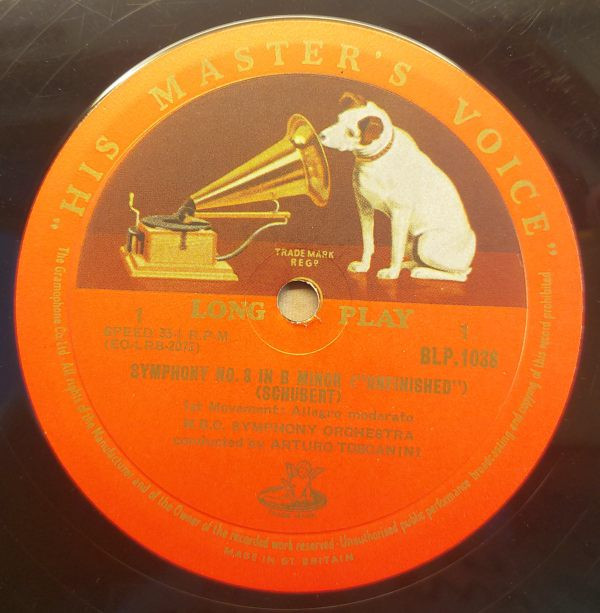 "HIS MASTER'S VOICE"
TRADE MARK
REGD
1 LONG PLAY 1
SPEED 33⅓ R.P.M.
BLP.1038
SYMPHONY NO. 8 IN B MINOR ("UNFINISHED")
(SCHUBERT)
1st Movement: Allegro moderato
N.B.C. SYMPHONY ORCHESTRA
conducted by ARTURO TOSCANINI
The Gramophone Co. Ltd. All rights of the Manufacturer and of the Owner of the recorded work reserved. Unauthorised public performance broadcasting and copying of this record prohibited
MADE IN GT. BRITAIN